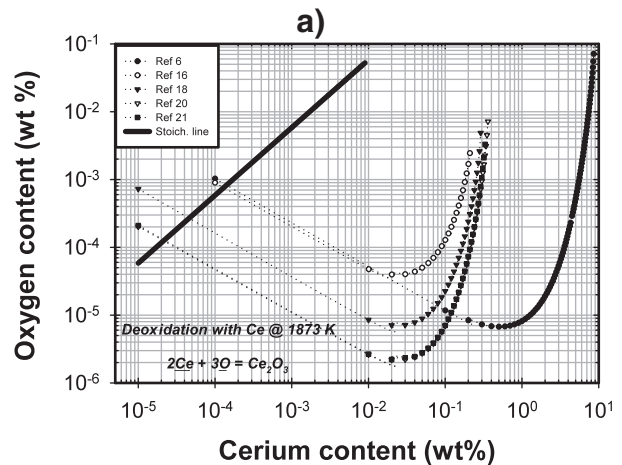 a)
10⁻¹
10⁻²
10⁻³
10⁻⁴
10⁻⁵
10⁻⁶
Oxygen content (wt %)
Ref 6
Ref 16
Ref 18
Ref 20
Ref 21
Stoich. line
Deoxidation with Ce @ 1873 K
2Ce + 3O = Ce₂O₃
10⁻⁵ 10⁻⁴ 10⁻³ 10⁻² 10⁻¹ 10⁰ 10¹
Cerium content (wt%)